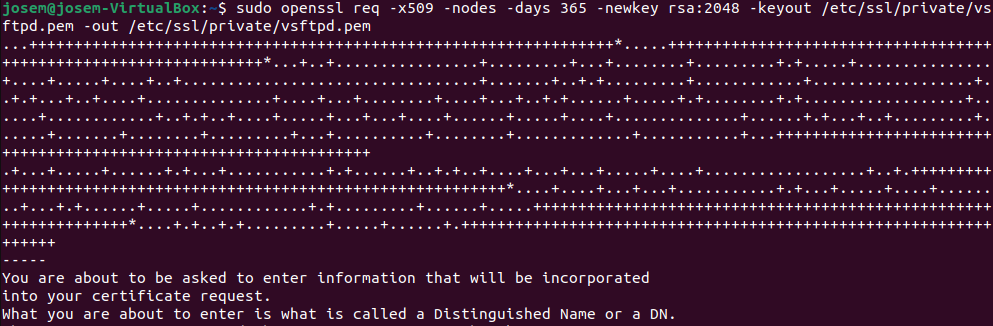 josem@josem-VirtualBox:~$ sudo openssl req -x509 -nodes -days 365 -newkey rsa:2048 -keyout /etc/ssl/private/vs
ftpd.pem -out /etc/ssl/private/vsftpd.pem
-----
You are about to be asked to enter information that will be incorporated
into your certificate request.
What you are about to enter is what is called a Distinguished Name or a DN.